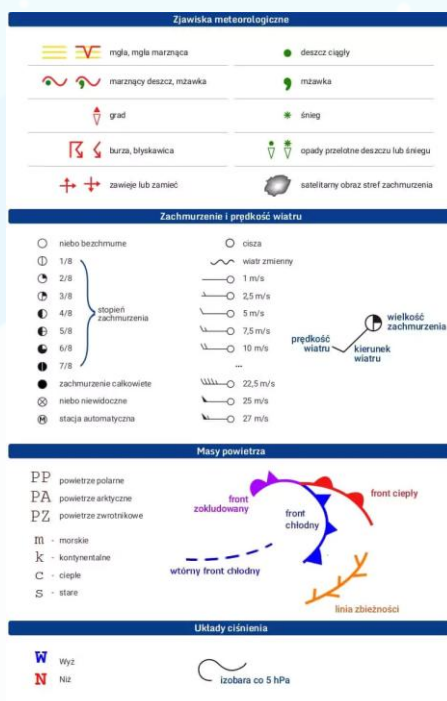 Zjawiska meteorologiczne
mgła, mgła marznąca
deszcz ciągły
marznący deszcz, mżawka
mżawka
grad
śnieg
burza, błyskawica
opady przelotne deszczu lub śniegu
zawieje lub zamieć
satelitarny obraz stref zachmurzenia
Zachmurzenie i prędkość wiatru
niebo bezchmurne
1/8
2/8
3/8
4/8
5/8
6/8
7/8
stopień
zachmurzenia
zachmurzenie całkowiete
niebo niewidoczne
M
stacja automatyczna
cisza
wiatr zmienny
1 m/s
2,5 m/s
5 m/s
7,5 m/s
10 m/s
...
22,5 m/s
25 m/s
27 m/s
wielkość
zachmurzenia
prędkość
wiatru
kierunek
wiatru
Masy powietrza
PP powietrze polarne
PA powietrze arktyczne
PZ powietrze zwrotnikowe
m - morskie
k - kontynentalne
c - ciepłe
s - stare
front
zokludowany
front
chłodny
front ciepły
wtórny front chłodny
linia zbieżności
Układy ciśnienia
W Wyż
N Niż
izobara co 5 hPa